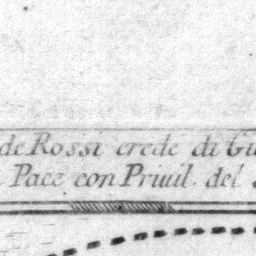 de Rossi erede di Gi
Pace con Priuil. del